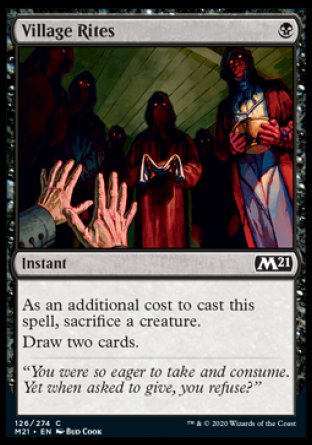 Village Rites
Instant
M21
As an additional cost to cast this
spell, sacrifice a creature.
Draw two cards.
"You were so eager to take and consume.
Yet when asked to give, you refuse?"
126/274 C
M21 • EN Bud Cook
™ & © 2020 Wizards of the Coast